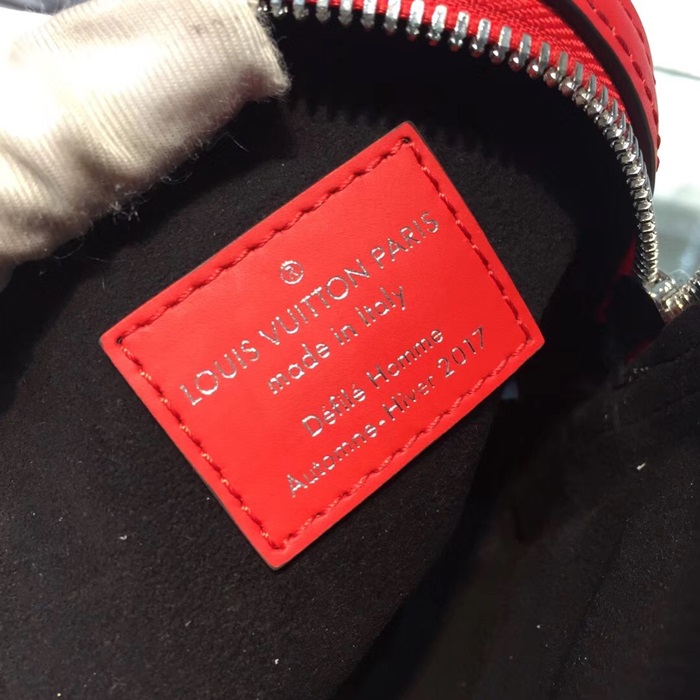 ®
LOUIS VUITTON PARIS
made in Italy
Défilé Homme
Automne-Hiver 2017